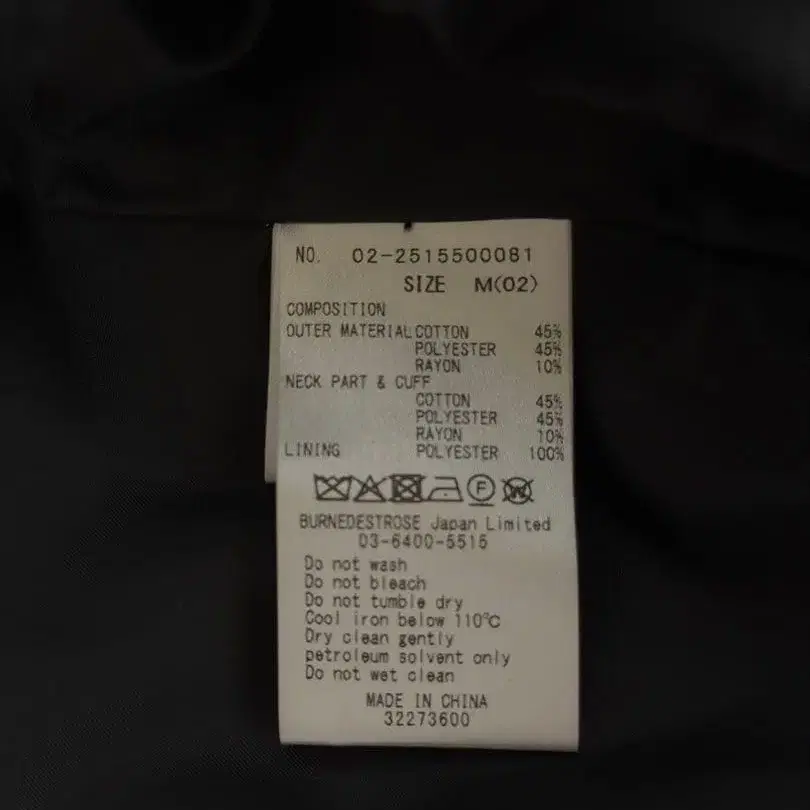 NO. 02-2515500081
SIZE M(02)
COMPOSITION
OUTER MATERIAL COTTON 45%
POLYESTER 45%
RAYON 10%
NECK PART & CUFF
COTTON 45%
POLYESTER 45%
RAYON 10%
LINING POLYESTER 100%
F W
BURNEDESTROSE Japan Limited
03-6400-5515
Do not wash
Do not bleach
Do not tumble dry
Cool iron below 110℃
Dry clean gently
petroleum solvent only
Do not wet clean
MADE IN CHINA
32273600